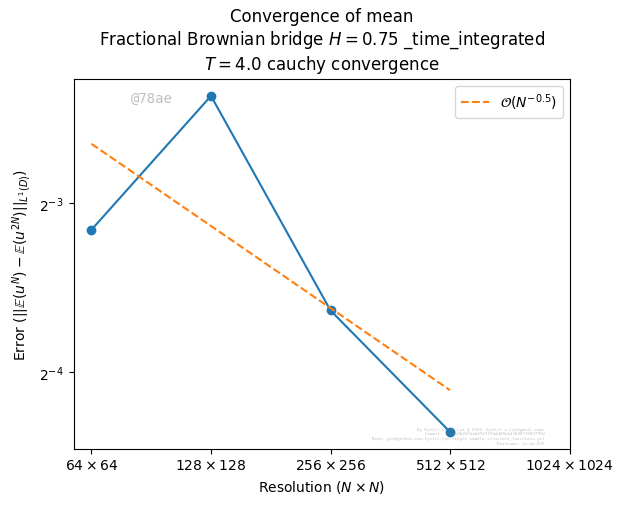 Convergence of mean
Fractional Brownian bridge H = 0.75 _time_integrated
T = 4.0 cauchy convergence
@78ae
𝒪(N^{-0.5})
2^{-3}
2^{-4}
Error (||𝔼(u^N) − 𝔼(u^{2N})||_{L^1(D)})
64 × 64
128 × 128
256 × 256
512 × 512
1024 × 1024
Resolution (N × N)